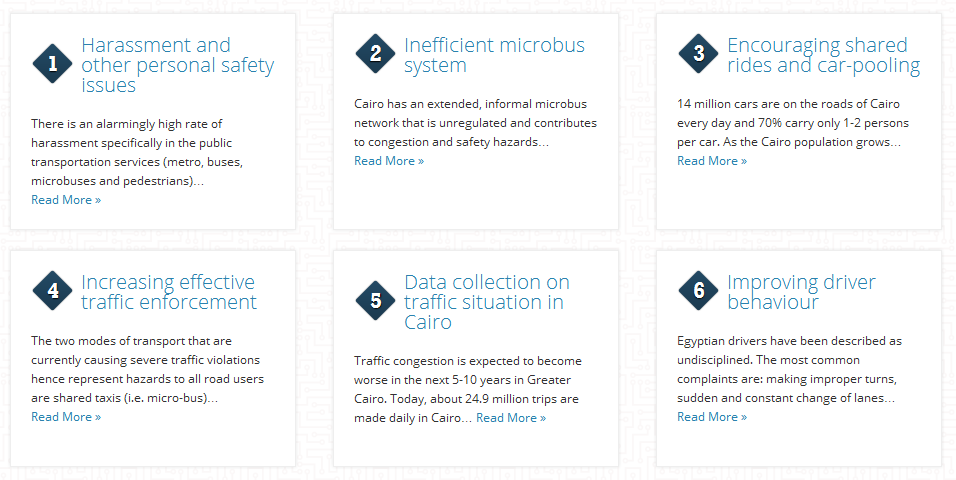 1
Harassment and
other personal safety
issues
There is an alarmingly high rate of
harassment specifically in the public
transportation services (metro, buses,
microbuses and pedestrians)…
Read More »
2
Inefficient microbus
system
Cairo has an extended, informal microbus
network that is unregulated and contributes
to congestion and safety hazards…
Read More »
3
Encouraging shared
rides and car-pooling
14 million cars are on the roads of Cairo
every day and 70% carry only 1-2 persons
per car. As the Cairo population grows…
Read More »
4
Increasing effective
traffic enforcement
The two modes of transport that are
currently causing severe traffic violations
hence represent hazards to all road users
are shared taxis (i.e. micro-bus)…
Read More »
5
Data collection on
traffic situation in
Cairo
Traffic congestion is expected to become
worse in the next 5-10 years in Greater
Cairo. Today, about 24.9 million trips are
made daily in Cairo… Read More »
6
Improving driver
behaviour
Egyptian drivers have been described as
undisciplined. The most common
complaints are: making improper turns,
sudden and constant change of lanes…
Read More »